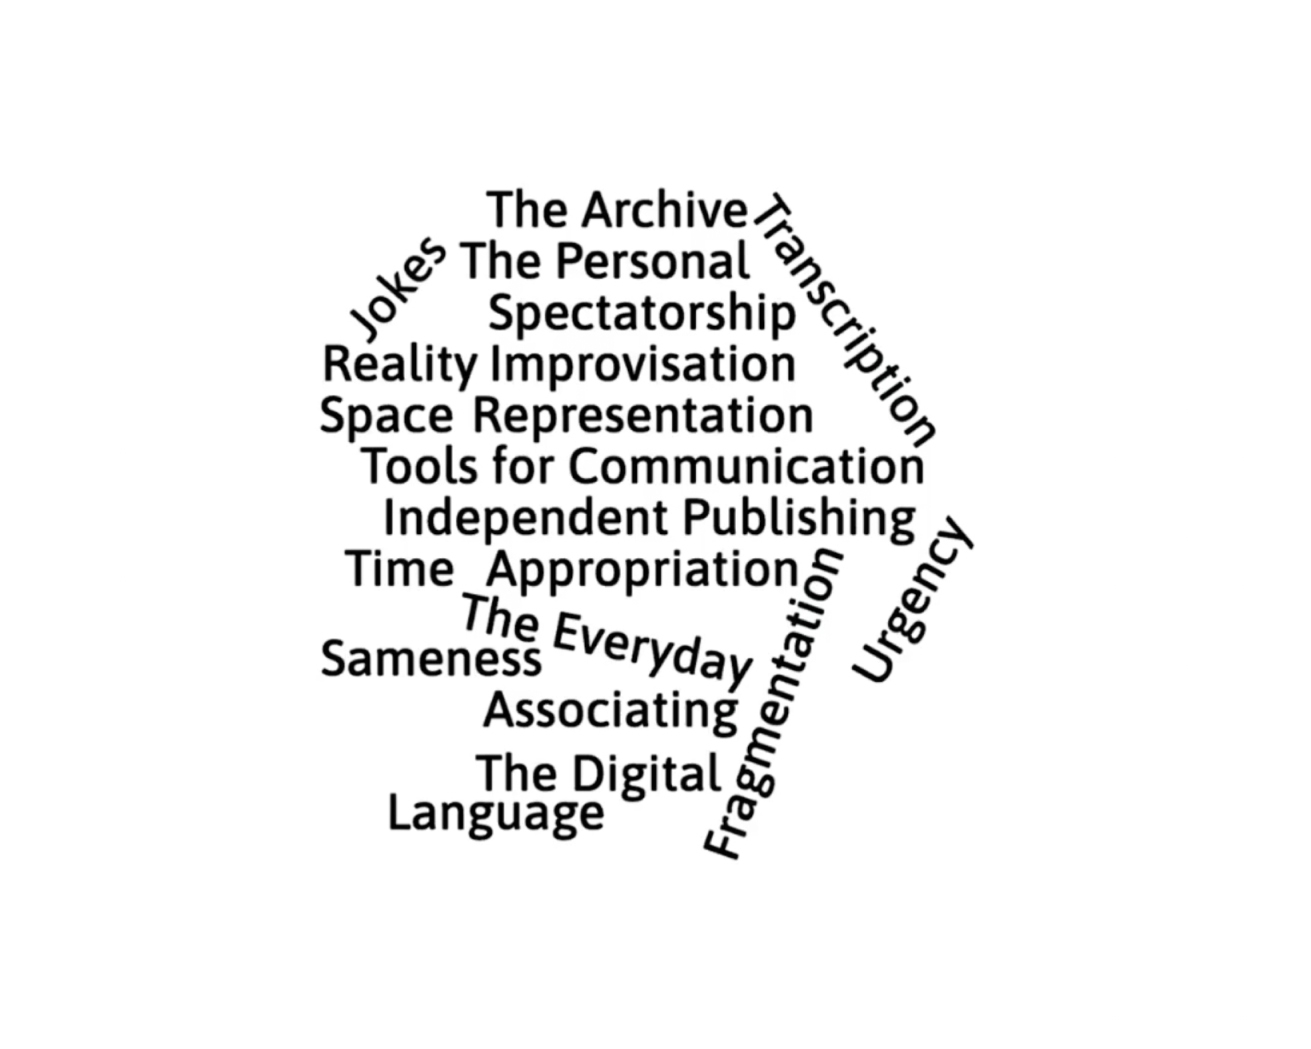 The Archive
Transcription
Jokes
The Personal
Spectatorship
Reality Improvisation
Space Representation
Tools for Communication
Independent Publishing
Urgency
Time Appropriation
Fragmentation
The Everyday
Sameness
Associating
The Digital
Language